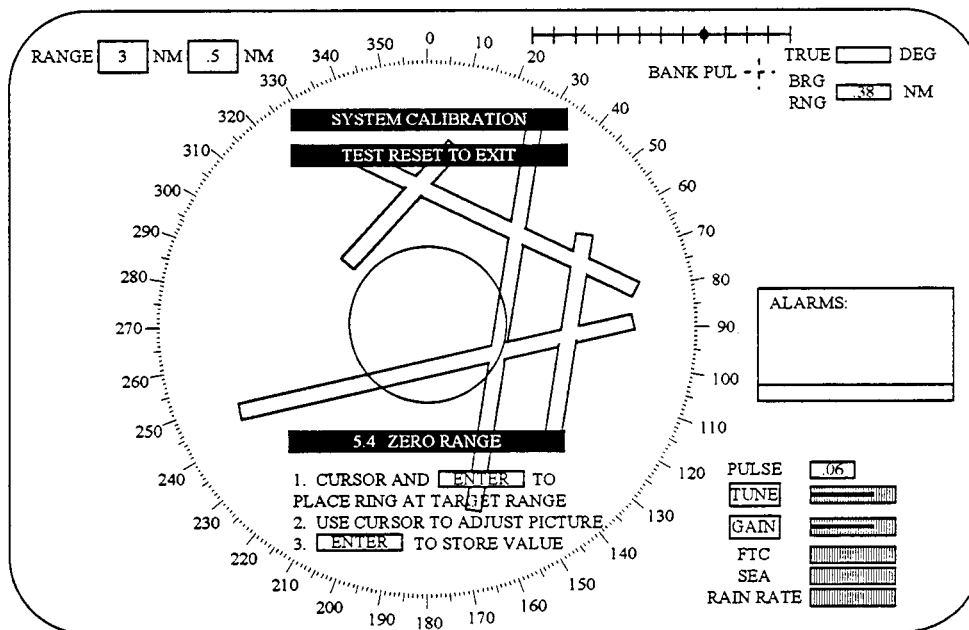 RANGE 3 NM .5 NM
TRUE DEG
BANK PUL
BRG
RNG .38 NM
0
10
20
30
40
50
60
70
80
90
100
110
120
130
140
150
160
170
180
190
200
210
220
230
240
250
260
270
280
290
300
310
320
330
340
350
SYSTEM CALIBRATION
TEST RESET TO EXIT
ALARMS:
5.4 ZERO RANGE
1. CURSOR AND ENTER TO
PLACE RING AT TARGET RANGE
2. USE CURSOR TO ADJUST PICTURE
3. ENTER TO STORE VALUE
PULSE .06
TUNE
GAIN
FTC
SEA
RAIN RATE